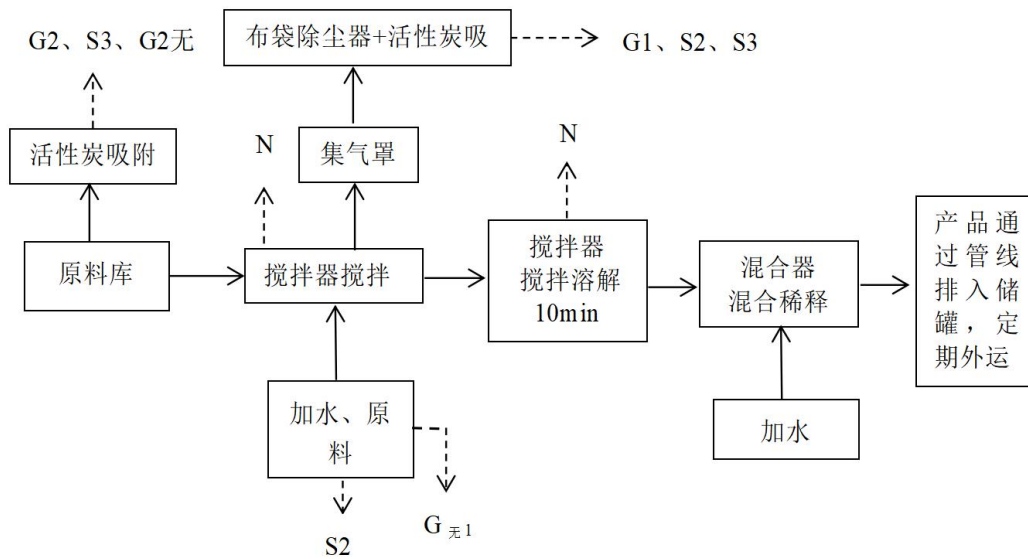 G2、S3、G2无
布袋除尘器+活性炭吸
G1、S2、S3
活性炭吸附
N
集气罩
N
原料库
搅拌器搅拌
搅拌器
搅拌溶解
10min
混合器
混合稀释
产品通
过管线
排入储
罐，定
期外运
加水、原
料
加水
S2
G无1